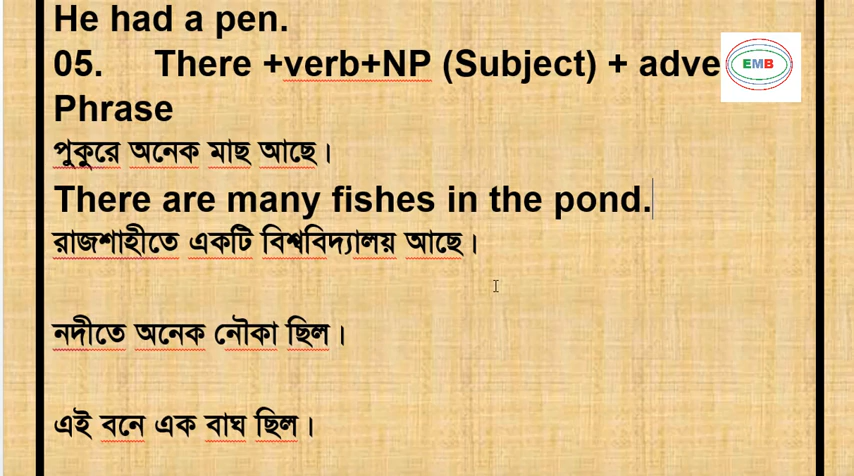 He had a pen.
05. There +verb+NP (Subject) + adve
EMB
Phrase
পুকুরে অনেক মাছ আছে।
There are many fishes in the pond.
রাজশাহীতে একটি বিশ্ববিদ্যালয় আছে।
নদীতে অনেক নৌকা ছিল।
এই বনে এক বাঘ ছিল।